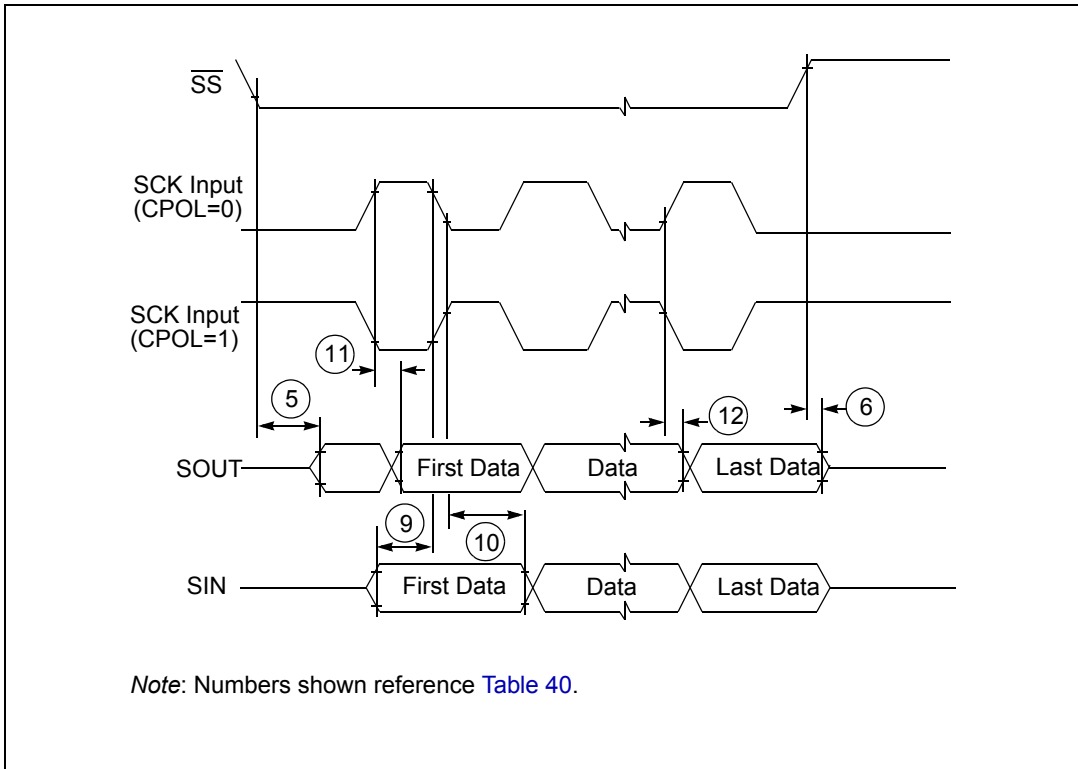 SS
SCK Input
(CPOL=0)
SCK Input
(CPOL=1)
11
5
12
6
SOUT
First Data
Data
Last Data
9
10
SIN
First Data
Data
Last Data
Note: Numbers shown reference Table 40.